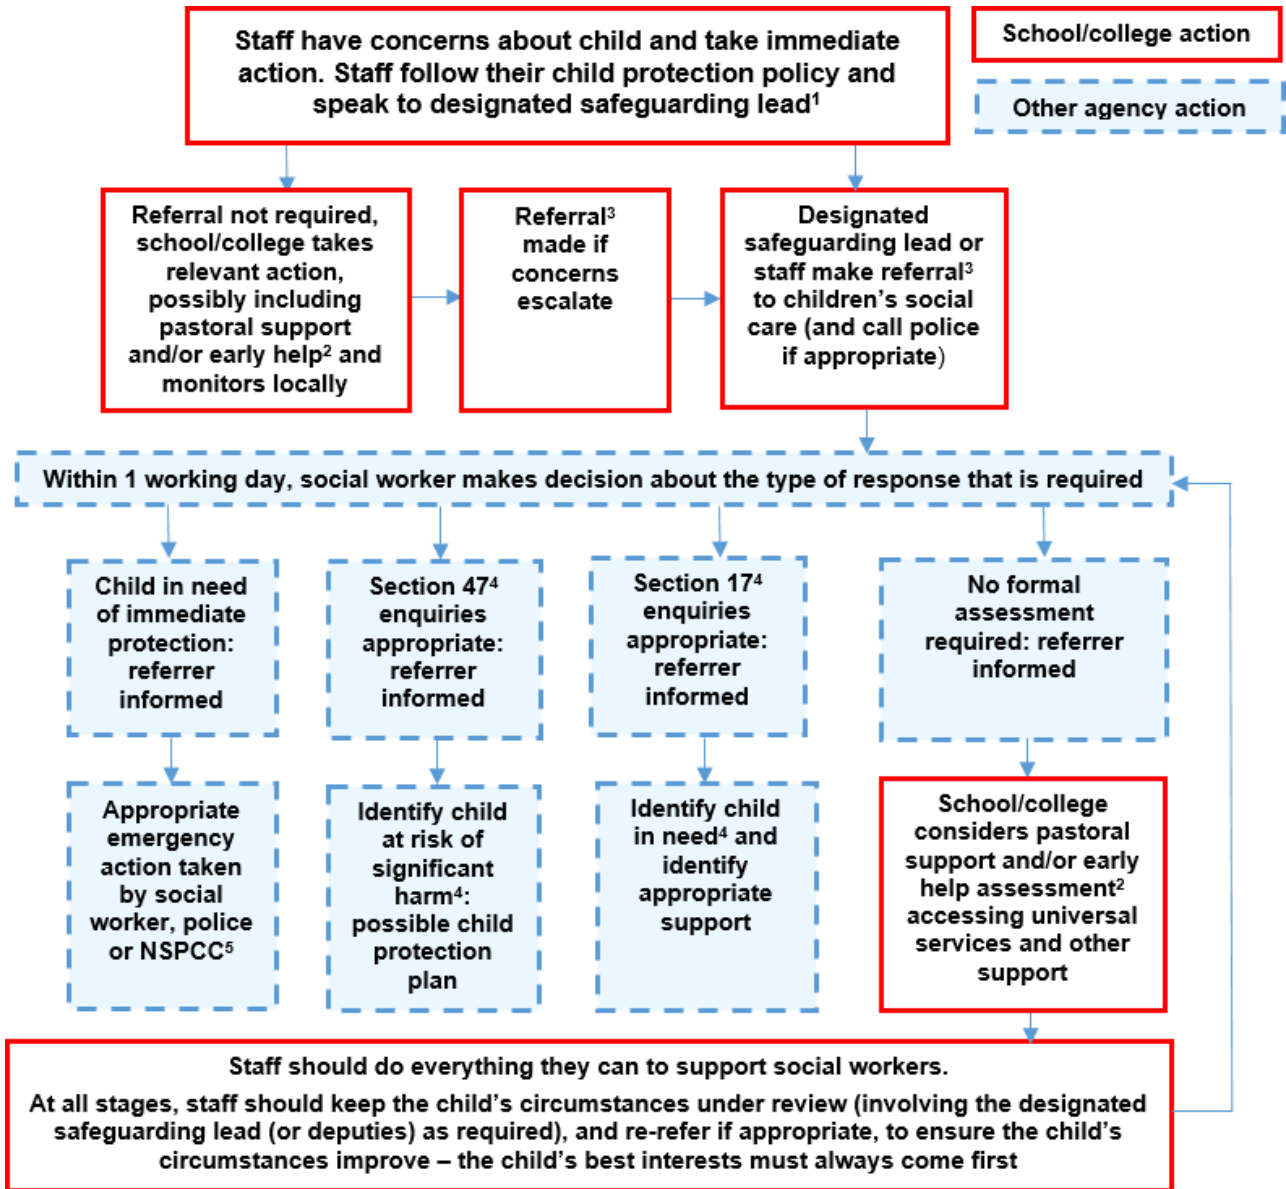 Staff have concerns about child and take immediate
action. Staff follow their child protection policy and
speak to designated safeguarding lead¹
School/college action
Other agency action
Referral not required,
school/college takes
relevant action,
possibly including
pastoral support
and/or early help² and
monitors locally
Referral³
made if
concerns
escalate
Designated
safeguarding lead or
staff make referral³
to children’s social
care (and call police
if appropriate)
Within 1 working day, social worker makes decision about the type of response that is required
Child in need
of immediate
protection:
referrer
informed
Section 47⁴
enquiries
appropriate:
referrer
informed
Section 17⁴
enquiries
appropriate:
referrer
informed
No formal
assessment
required: referrer
informed
Appropriate
emergency
action taken
by social
worker, police
or NSPCC⁵
Identify child
at risk of
significant
harm⁴:
possible child
protection
plan
Identify child
in need⁴ and
identify
appropriate
support
School/college
considers pastoral
support and/or early
help assessment²
accessing universal
services and other
support
Staff should do everything they can to support social workers.
At all stages, staff should keep the child’s circumstances under review (involving the designated
safeguarding lead (or deputies) as required), and re-refer if appropriate, to ensure the child’s
circumstances improve – the child’s best interests must always come first